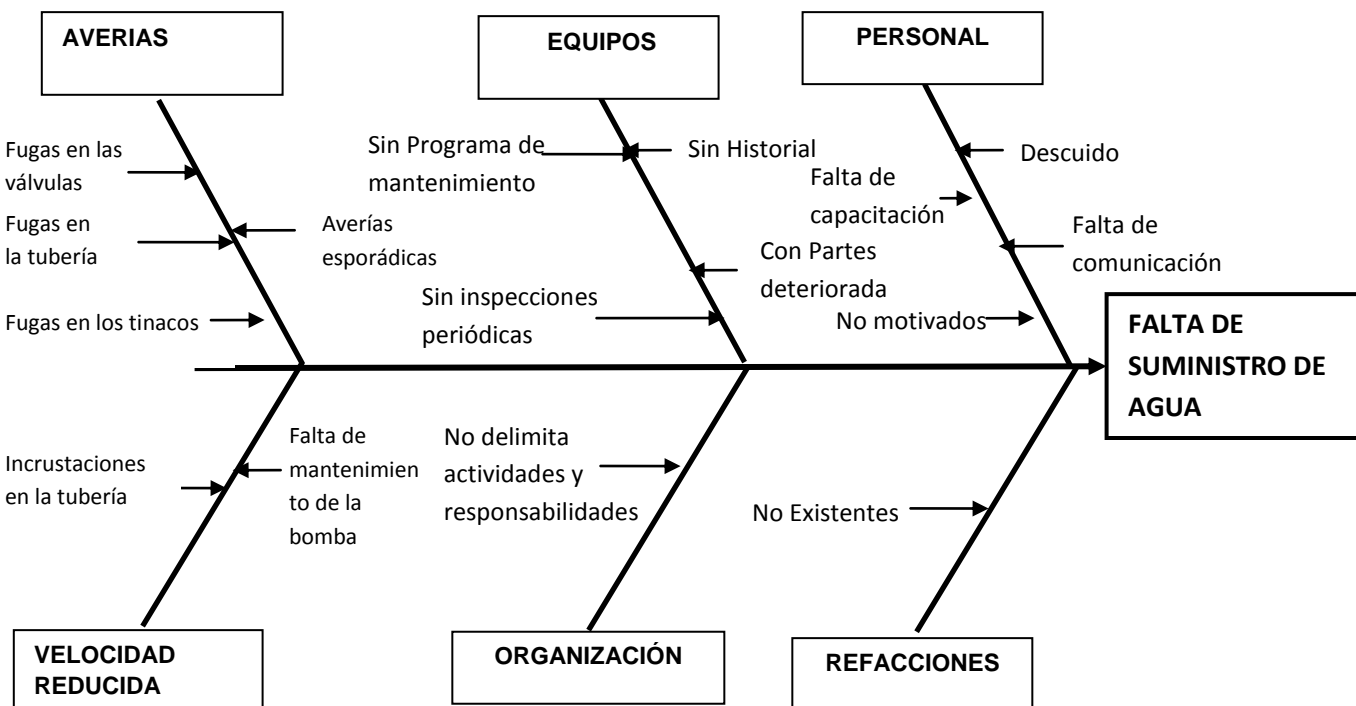 AVERIAS
EQUIPOS
PERSONAL
Fugas en las
válvulas
Fugas en
la tubería
Averías
esporádicas
Fugas en los tinacos
Sin Programa de
mantenimiento
Sin Historial
Con Partes
deteriorada
Sin inspecciones
periódicas
Descuido
Falta de
capacitación
Falta de
comunicación
No motivados
FALTA DE
SUMINISTRO DE
AGUA
Incrustaciones
en la tubería
Falta de
mantenimien
to de la
bomba
No delimita
actividades y
responsabilidades
No Existentes
VELOCIDAD
REDUCIDA
ORGANIZACIÓN
REFACCIONES